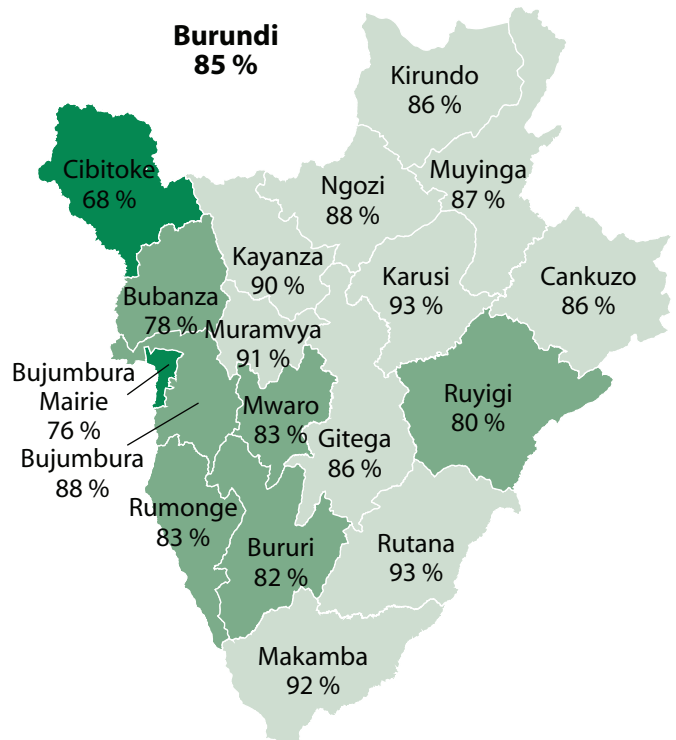 Burundi
85 %
Kirundo
86 %
Cibitoke
68 %
Ngozi
88 %
Muyinga
87 %
Kayanza
90 %
Karusi
93 %
Cankuzo
86 %
Bubanza
78 %
Muramvya
91 %
Bujumbura
Mairie
76 %
Mwaro
83 %
Ruyigi
80 %
Gitega
86 %
Bujumbura
88 %
Rumonge
83 %
Bururi
82 %
Rutana
93 %
Makamba
92 %